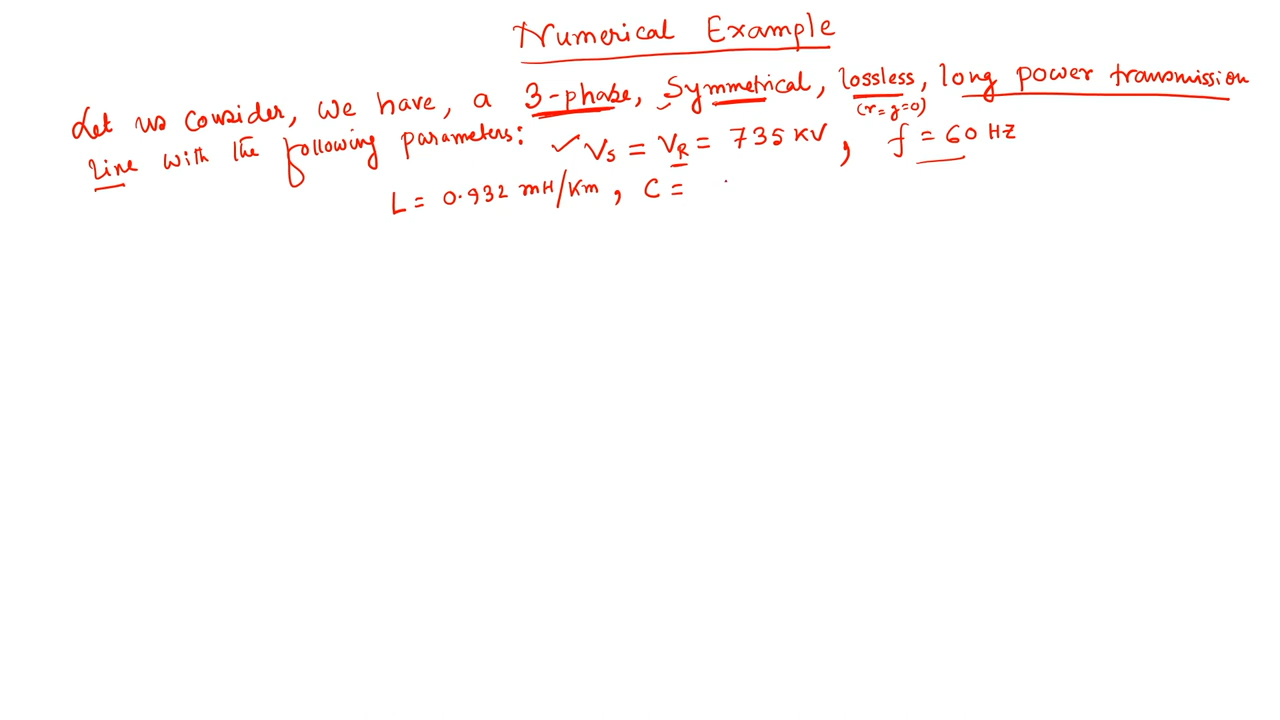 Numerical Example
Let us consider, we have, a 3-phase, Symmetrical, lossless, long power transmission
(r=g=0)
line with the following parameters: ✓ Vs = VR = 735 KV, f = 60 HZ
L = 0.932 mH/Km, C =